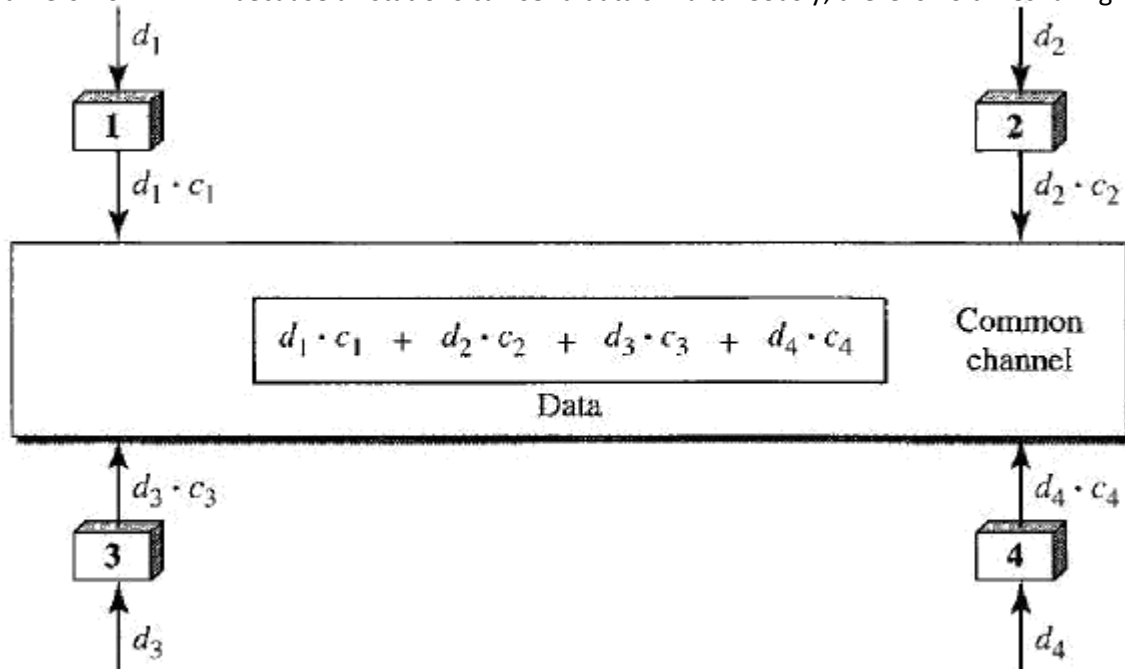 d₁ d₂
1 2
d₁ · c₁ d₂ · c₂
d₁ · c₁ + d₂ · c₂ + d₃ · c₃ + d₄ · c₄
Common
channel
Data
d₃ · c₃ d₄ · c₄
3 4
d₃ d₄